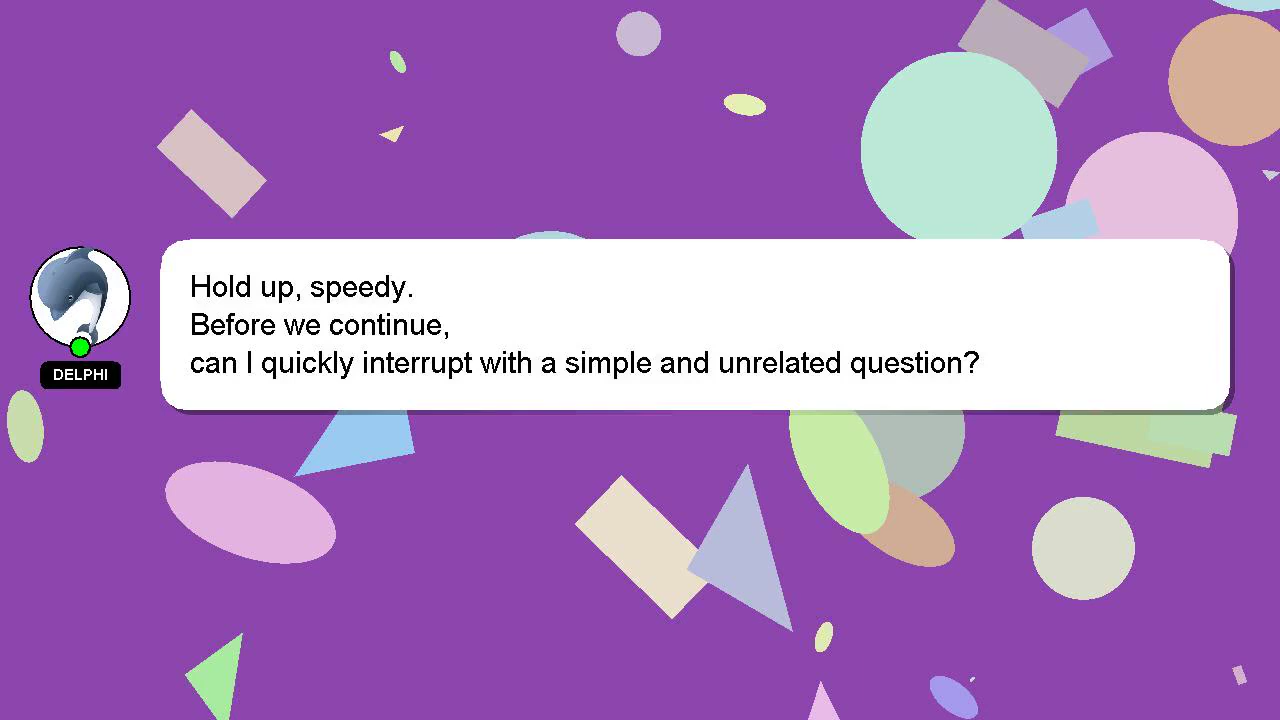 Hold up, speedy.
Before we continue,
can I quickly interrupt with a simple and unrelated question?
DELPHI